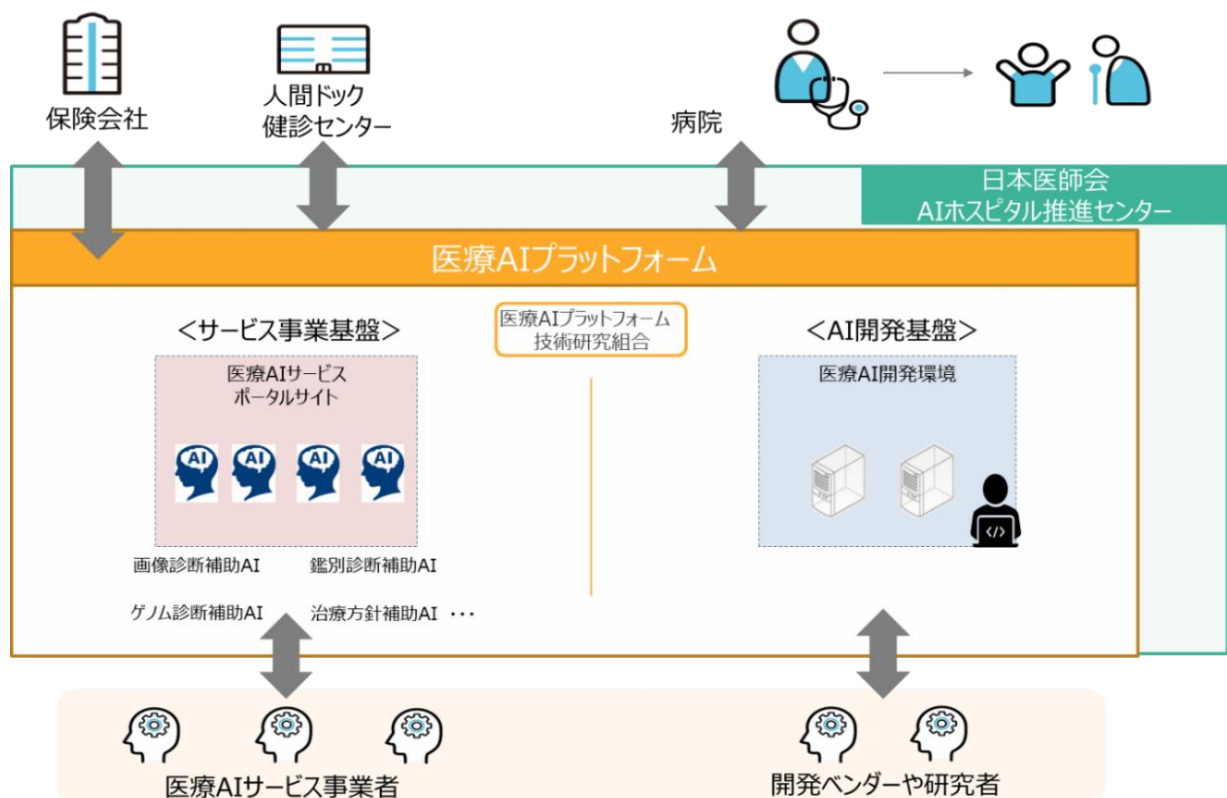 保険会社
人間ドック
健診センター
病院
日本医師会
AIホスピタル推進センター
医療AIプラットフォーム
＜サービス事業基盤＞
医療AIプラットフォーム
技術研究組合
＜AI開発基盤＞
医療AIサービス
ポータルサイト
医療AI開発環境
AI AI AI AI
</>
画像診断補助AI 鑑別診断補助AI
ゲノム診断補助AI 治療方針補助AI ・・・
医療AIサービス事業者
開発ベンダーや研究者